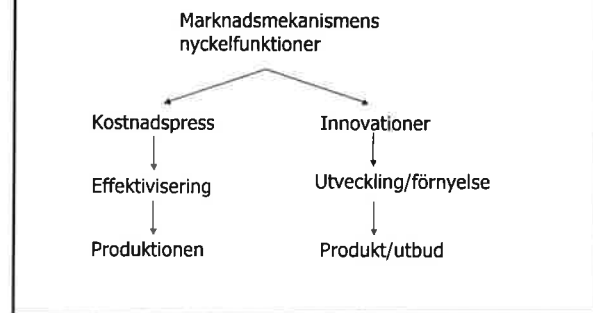 Marknadsmekanismens
nyckelfunktioner
Kostnadspress
Innovationer
Effektivisering
Utveckling/förnyelse
Produktionen
Produkt/utbud